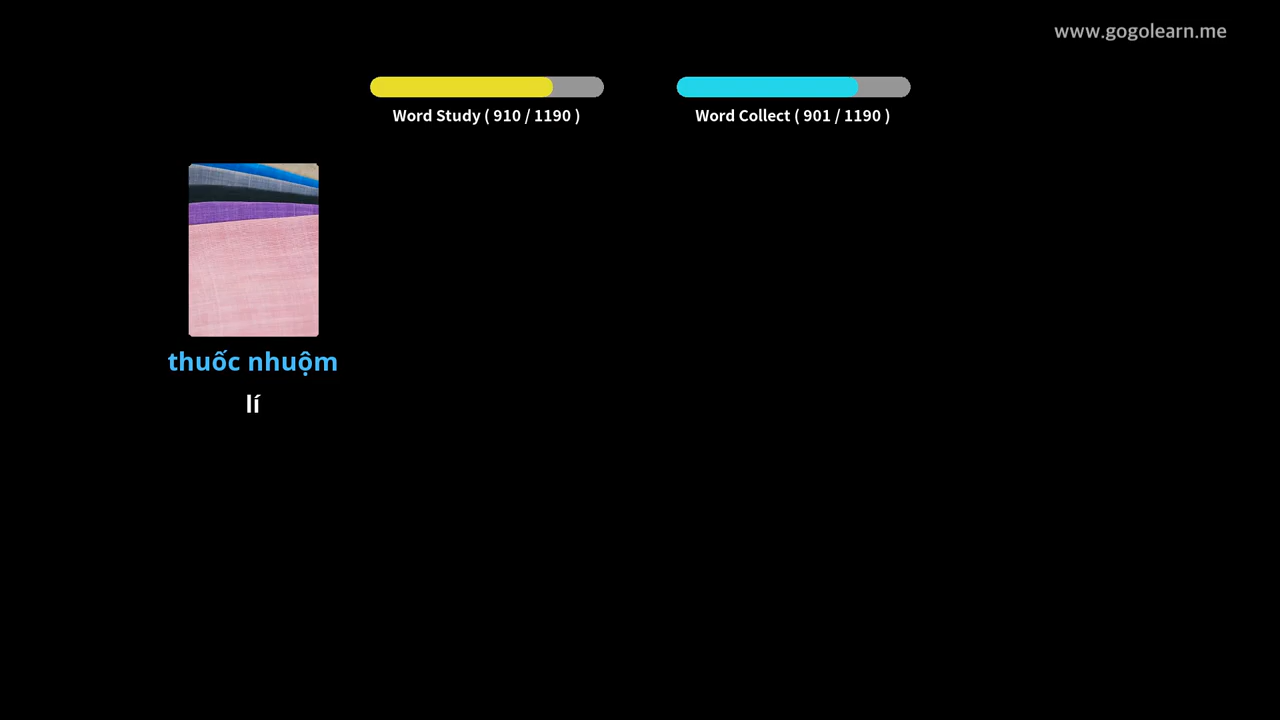 www.gogolearn.me
Word Study ( 910 / 1190 )
Word Collect ( 901 / 1190 )
thuốc nhuộm
lí